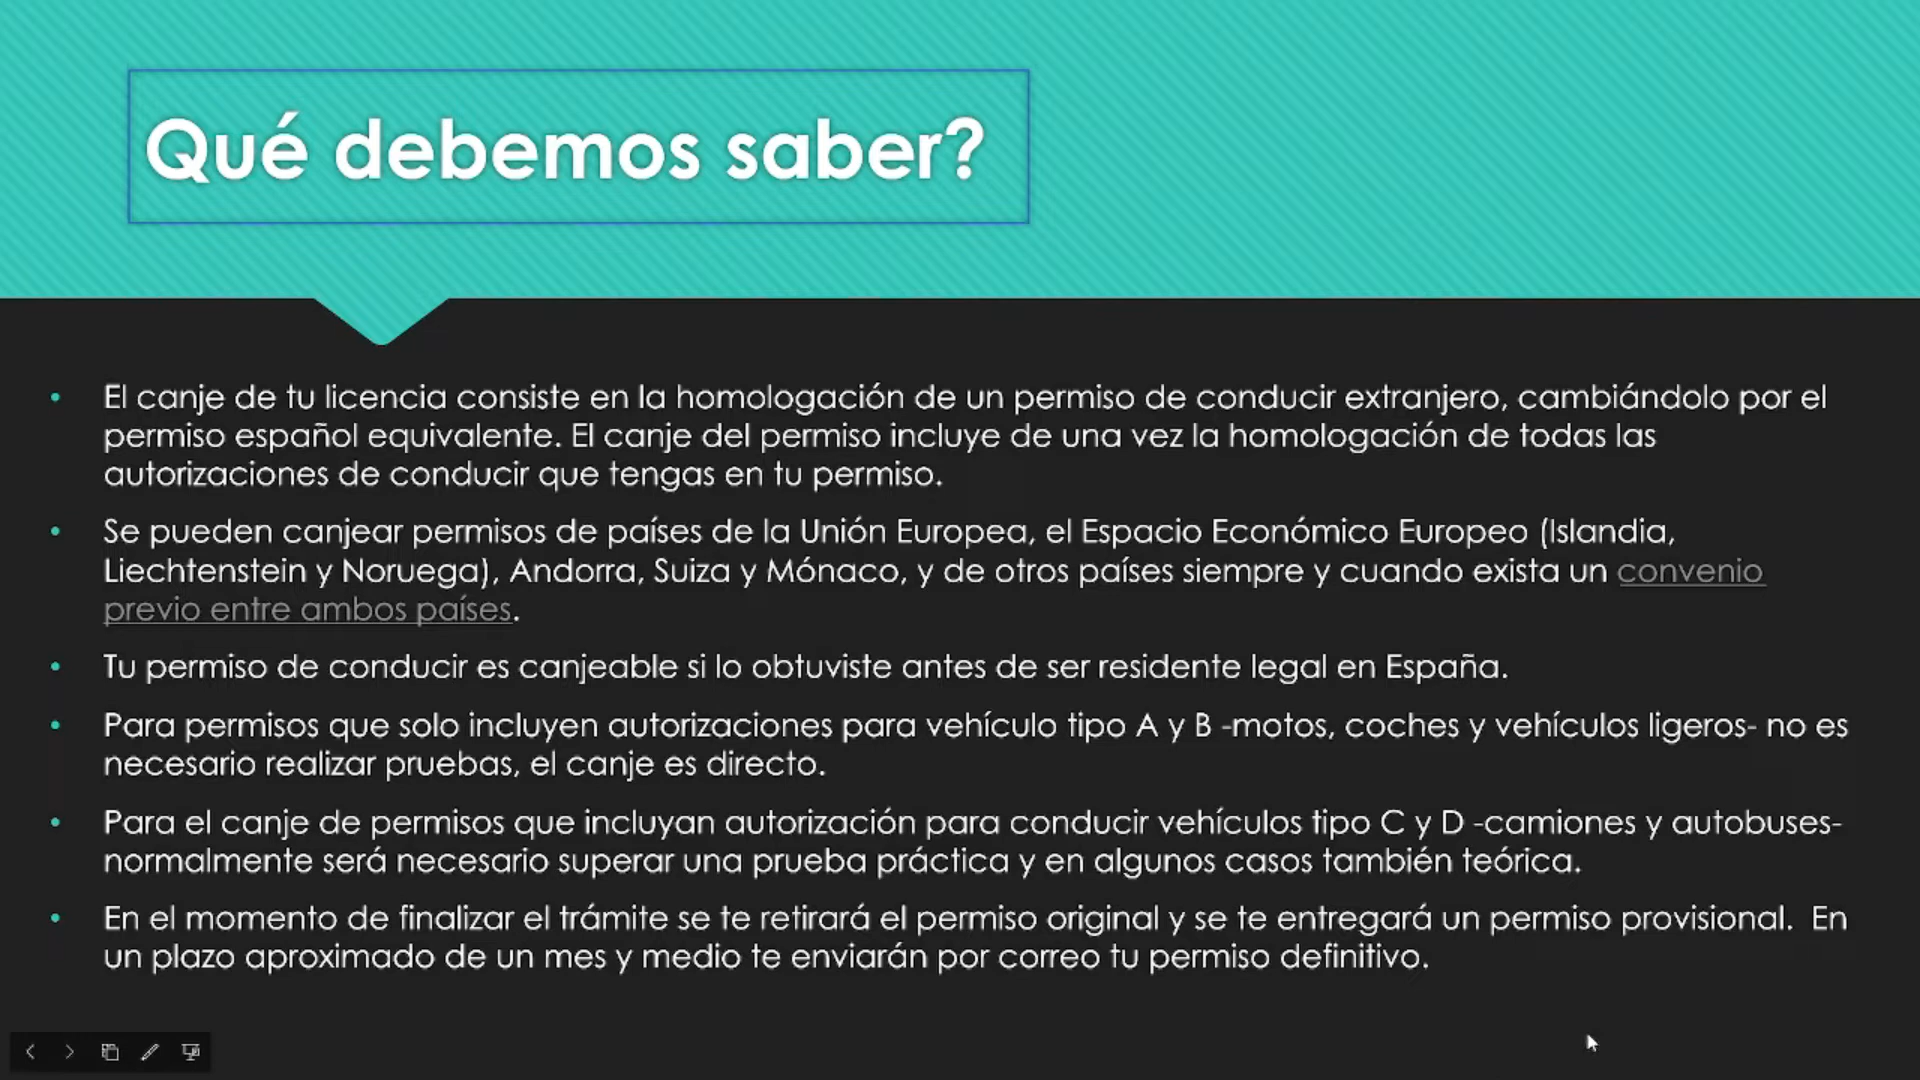 Qué debemos saber?
• El canje de tu licencia consiste en la homologación de un permiso de conducir extranjero, cambiándolo por el
permiso español equivalente. El canje del permiso incluye de una vez la homologación de todas las
autorizaciones de conducir que tengas en tu permiso.
• Se pueden canjear permisos de países de la Unión Europea, el Espacio Económico Europeo (Islandia,
Liechtenstein y Noruega), Andorra, Suiza y Mónaco, y de otros países siempre y cuando exista un convenio
previo entre ambos países.
• Tu permiso de conducir es canjeable si lo obtuviste antes de ser residente legal en España.
• Para permisos que solo incluyen autorizaciones para vehículo tipo A y B -motos, coches y vehículos ligeros- no es
necesario realizar pruebas, el canje es directo.
• Para el canje de permisos que incluyan autorización para conducir vehículos tipo C y D -camiones y autobuses-
normalmente será necesario superar una prueba práctica y en algunos casos también teórica.
• En el momento de finalizar el trámite se te retirará el permiso original y se te entregará un permiso provisional.  En
un plazo aproximado de un mes y medio te enviarán por correo tu permiso definitivo.